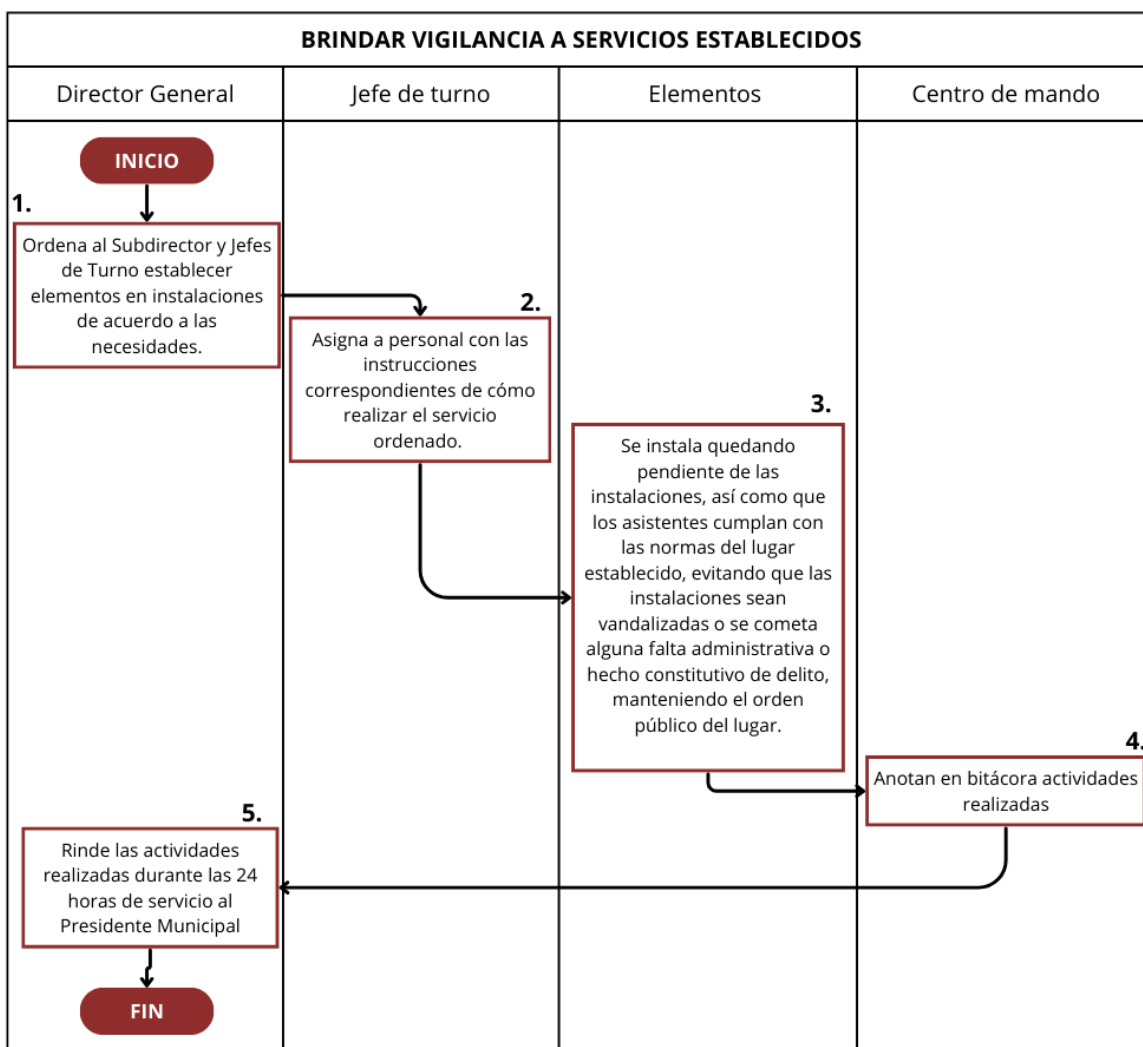 BRINDAR VIGILANCIA A SERVICIOS ESTABLECIDOS
Director General
Jefe de turno
Elementos
Centro de mando
INICIO
1.
Ordena al Subdirector y Jefes
de Turno establecer
elementos en instalaciones
de acuerdo a las
necesidades.
2.
Asigna a personal con las
instrucciones
correspondientes de cómo
realizar el servicio
ordenado.
3.
Se instala quedando
pendiente de las
instalaciones, así como que
los asistentes cumplan con
las normas del lugar
establecido, evitando que las
instalaciones sean
vandalizadas o se cometa
alguna falta administrativa o
hecho constitutivo de delito,
manteniendo el orden
público del lugar.
4.
Anotan en bitácora actividades
realizadas
5.
Rinde las actividades
realizadas durante las 24
horas de servicio al
Presidente Municipal
FIN